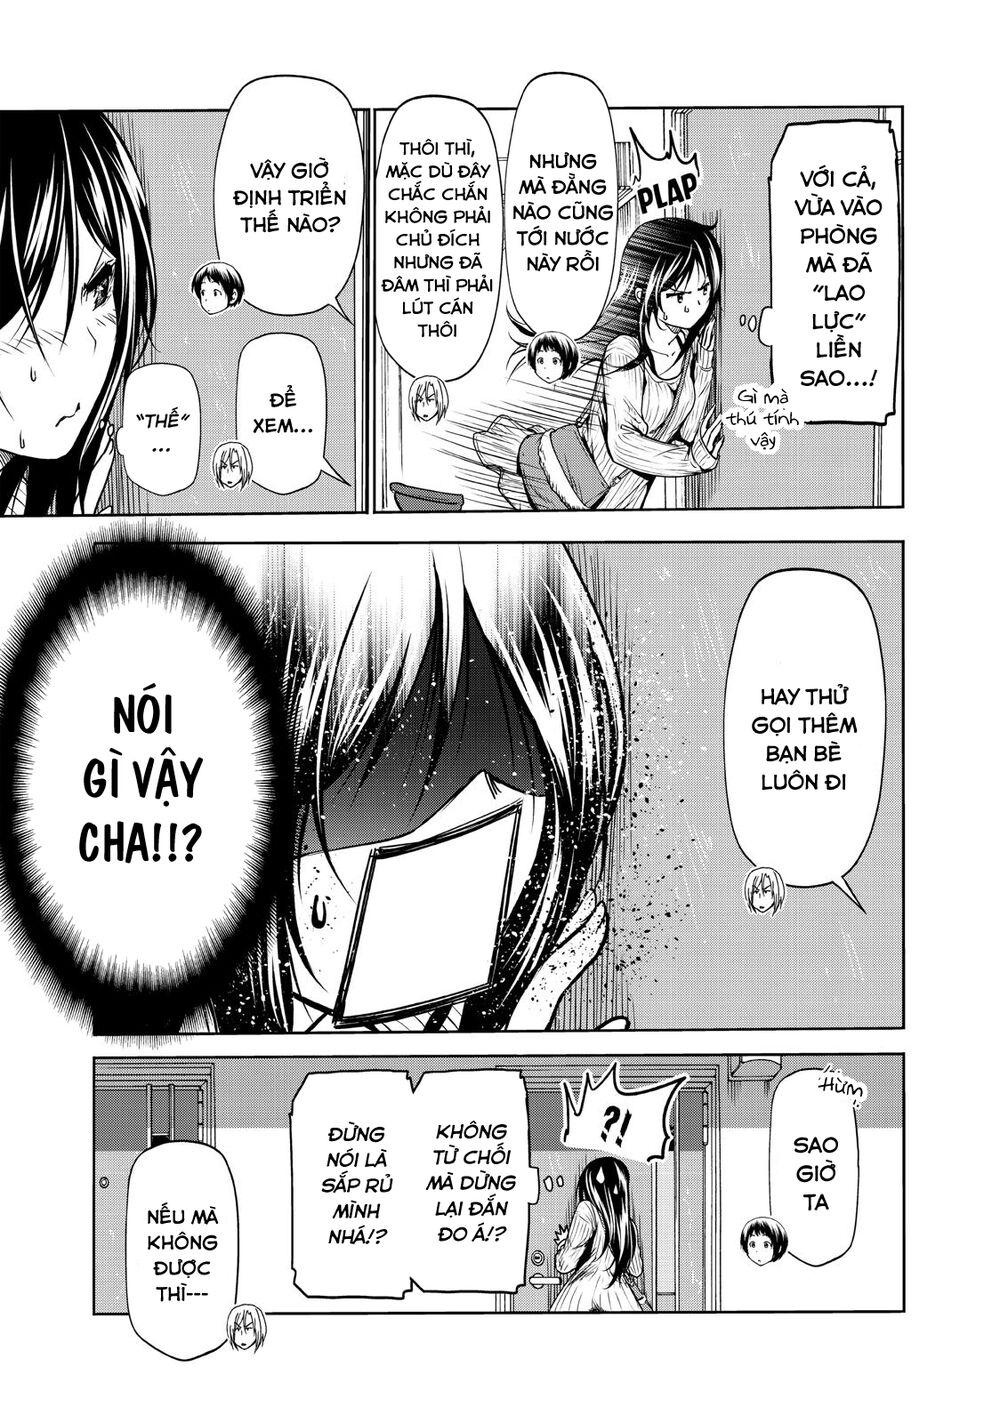 VỚI CẢ,
VỪA VÀO
PHÒNG
MÀ ĐÃ
"LAO
LỰC"
LIỀN
SAO...!
Gì mà
thú tính
vậy
PLAP
NHƯNG
MÀ ĐẰNG
NÀO CŨNG
TỚI NƯỚC
NÀY RỒI
THÔI THÌ,
MẶC DÙ ĐÂY
CHẮC CHẮN
KHÔNG PHẢI
CHỦ ĐÍCH
NHƯNG ĐÃ
ĐÂM THÌ PHẢI
LÚT CÁN
THÔI
VẬY GIỜ
ĐỊNH TRIỂN
THẾ NÀO?
ĐỂ
XEM...
"THẾ"
...
HAY THỬ
GỌI THÊM
BẠN BÈ
LUÔN ĐI
NÓI
GÌ VẬY
CHA!!?
Hừm
SAO
GIỜ
TA
?!
KHÔNG
TỪ CHỐI
MÀ DỪNG
LẠI ĐẮN
ĐO Á!?
ĐỪNG
NÓI LÀ
SẮP RỦ
MÌNH
NHÁ!?
NẾU MÀ
KHÔNG
ĐƯỢC
THÌ---